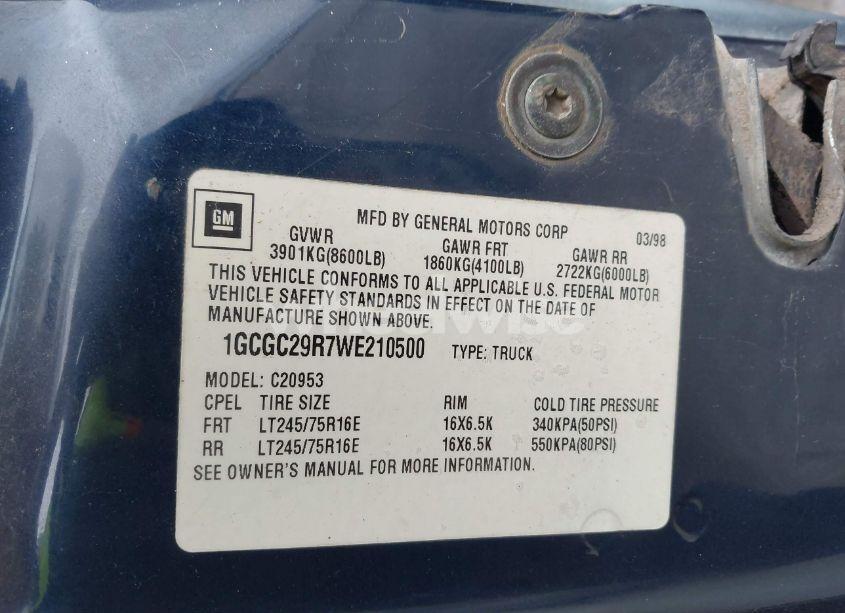 GM
MFD BY GENERAL MOTORS CORP 03/98
GVWR GAWR FRT GAWR RR
3901KG(8600LB) 1860KG(4100LB) 2722KG(6000LB)
THIS VEHICLE CONFORMS TO ALL APPLICABLE U.S. FEDERAL MOTOR
VEHICLE SAFETY STANDARDS IN EFFECT ON THE DATE OF
MANUFACTURE SHOWN ABOVE.
1GCGC29R7WE210500 TYPE: TRUCK
MODEL: C20953
CPEL TIRE SIZE RIM COLD TIRE PRESSURE
FRT LT245/75R16E 16X6.5K 340KPA(50PSI)
RR LT245/75R16E 16X6.5K 550KPA(80PSI)
SEE OWNER'S MANUAL FOR MORE INFORMATION.